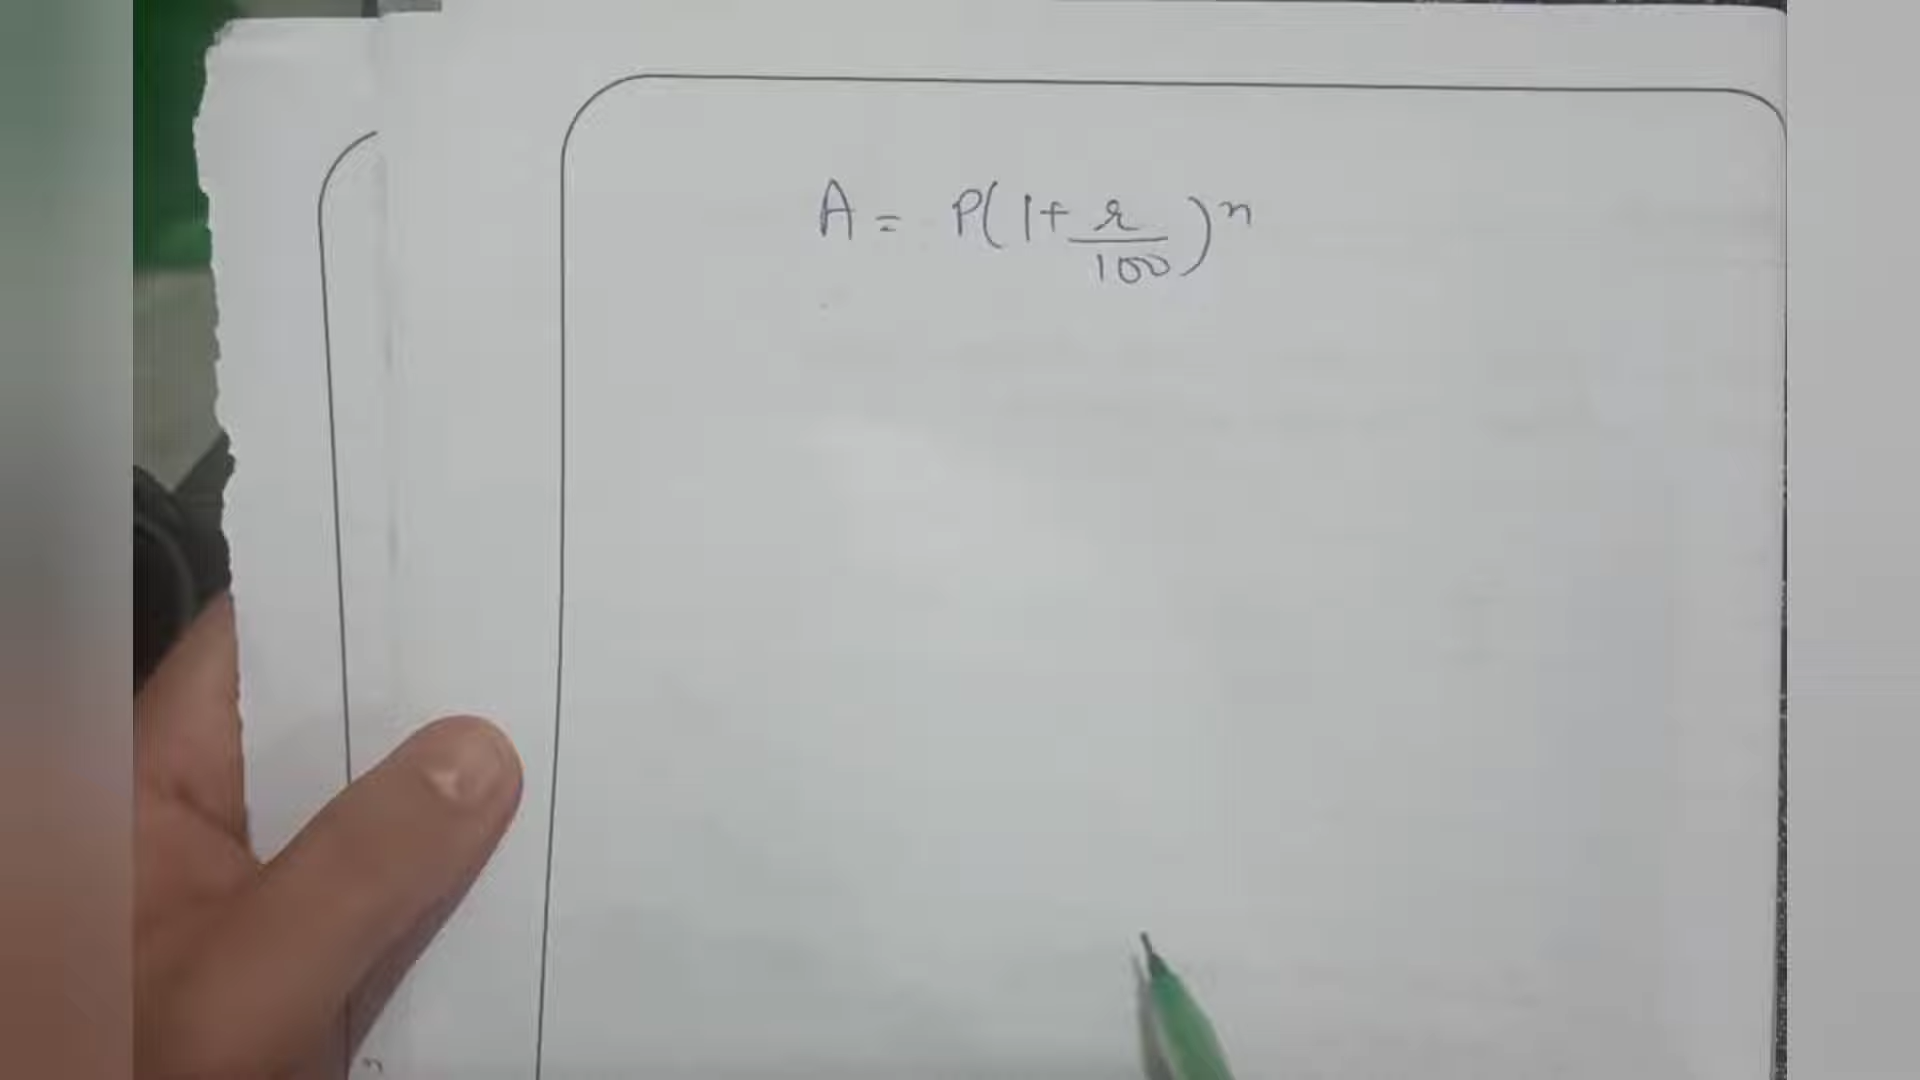 A = P(1+r/100)^n
n